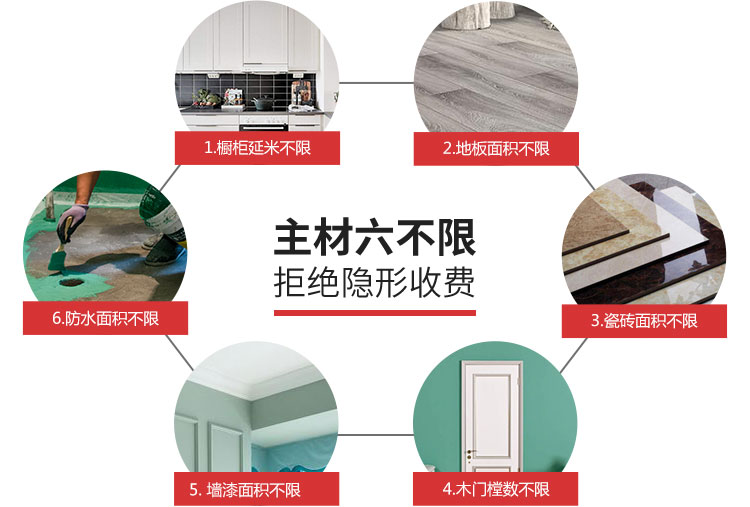 1.橱柜延米不限
2.地板面积不限
主材六不限
拒绝隐形收费
6.防水面积不限
3.瓷砖面积不限
5. 墙漆面积不限
4.木门樘数不限